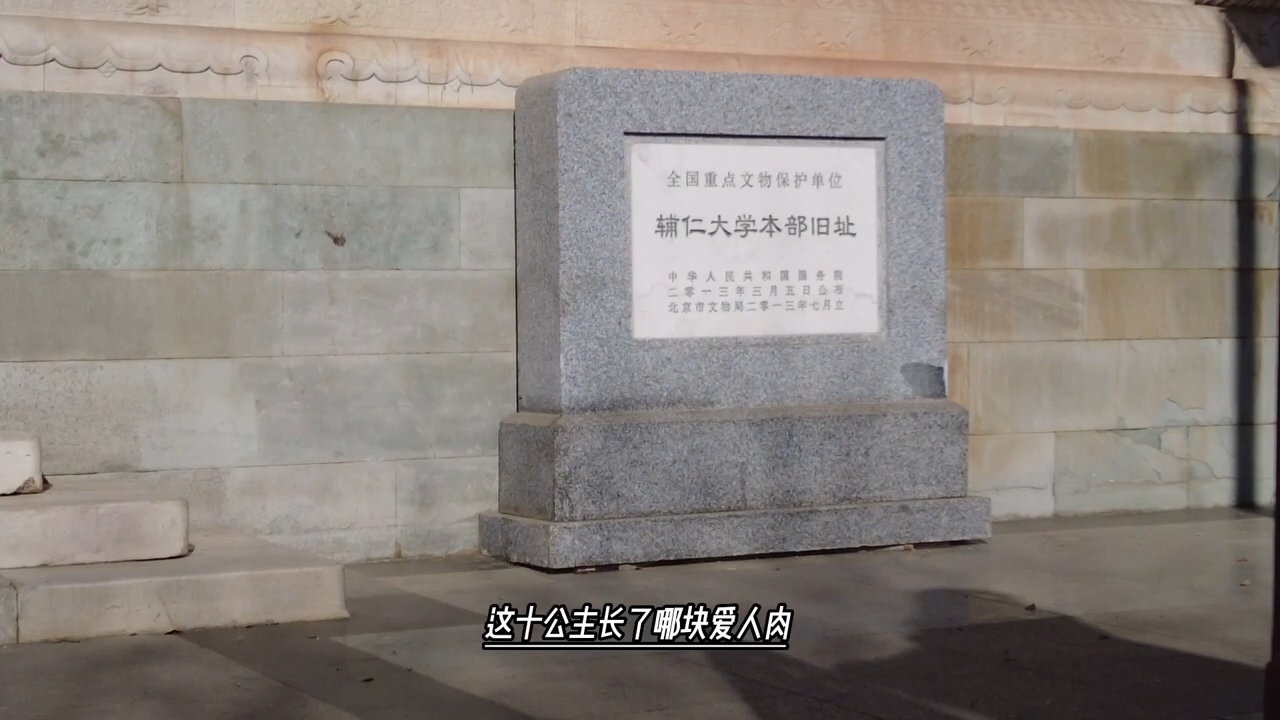 全国重点文物保护单位
辅仁大学本部旧址
中华人民共和国国务院
二零一三年三月五日公布
北京市文物局二零一三年七月立
这十公主长了哪块爱人肉